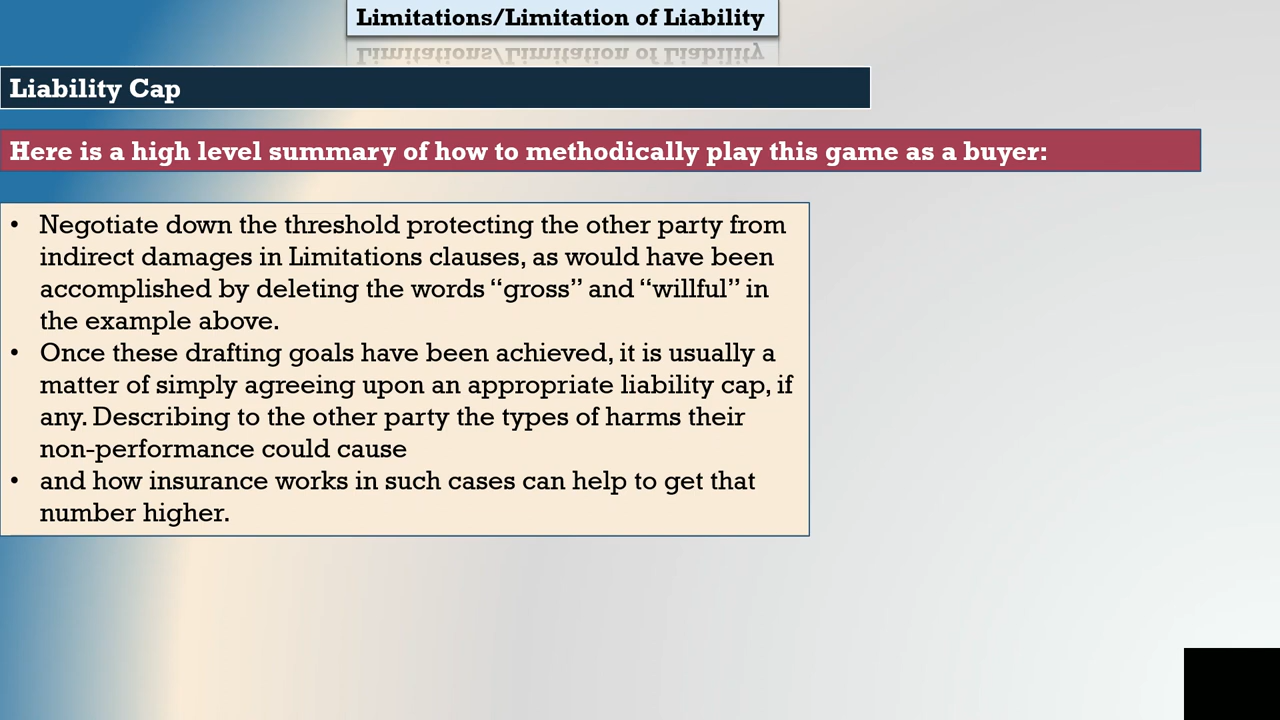 Limitations/Limitation of Liability
Liability Cap
Here is a high level summary of how to methodically play this game as a buyer:
• Negotiate down the threshold protecting the other party from
indirect damages in Limitations clauses, as would have been
accomplished by deleting the words “gross” and “willful” in
the example above.
• Once these drafting goals have been achieved, it is usually a
matter of simply agreeing upon an appropriate liability cap, if
any. Describing to the other party the types of harms their
non-performance could cause
• and how insurance works in such cases can help to get that
number higher.